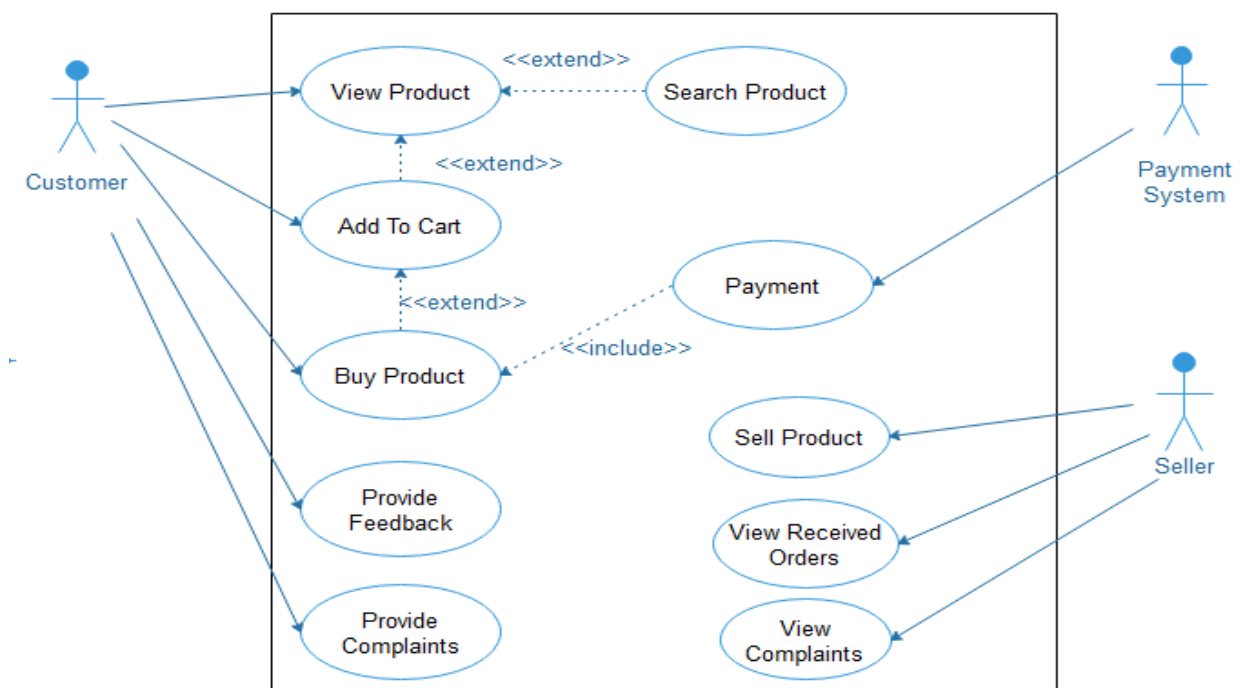 <<extend>>
View Product
Search Product
<<extend>>
Customer
Payment
System
Add To Cart
Payment
<<extend>>
<<include>>
Buy Product
Sell Product
Seller
Provide
Feedback
View Received
Orders
Provide
Complaints
View
Complaints